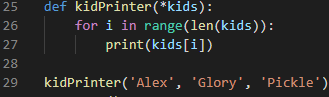 25 def kidPrinter(*kids):
26     for i in range(len(kids)):
27         print(kids[i])
28
29 kidPrinter('Alex', 'Glory', 'Pickle')